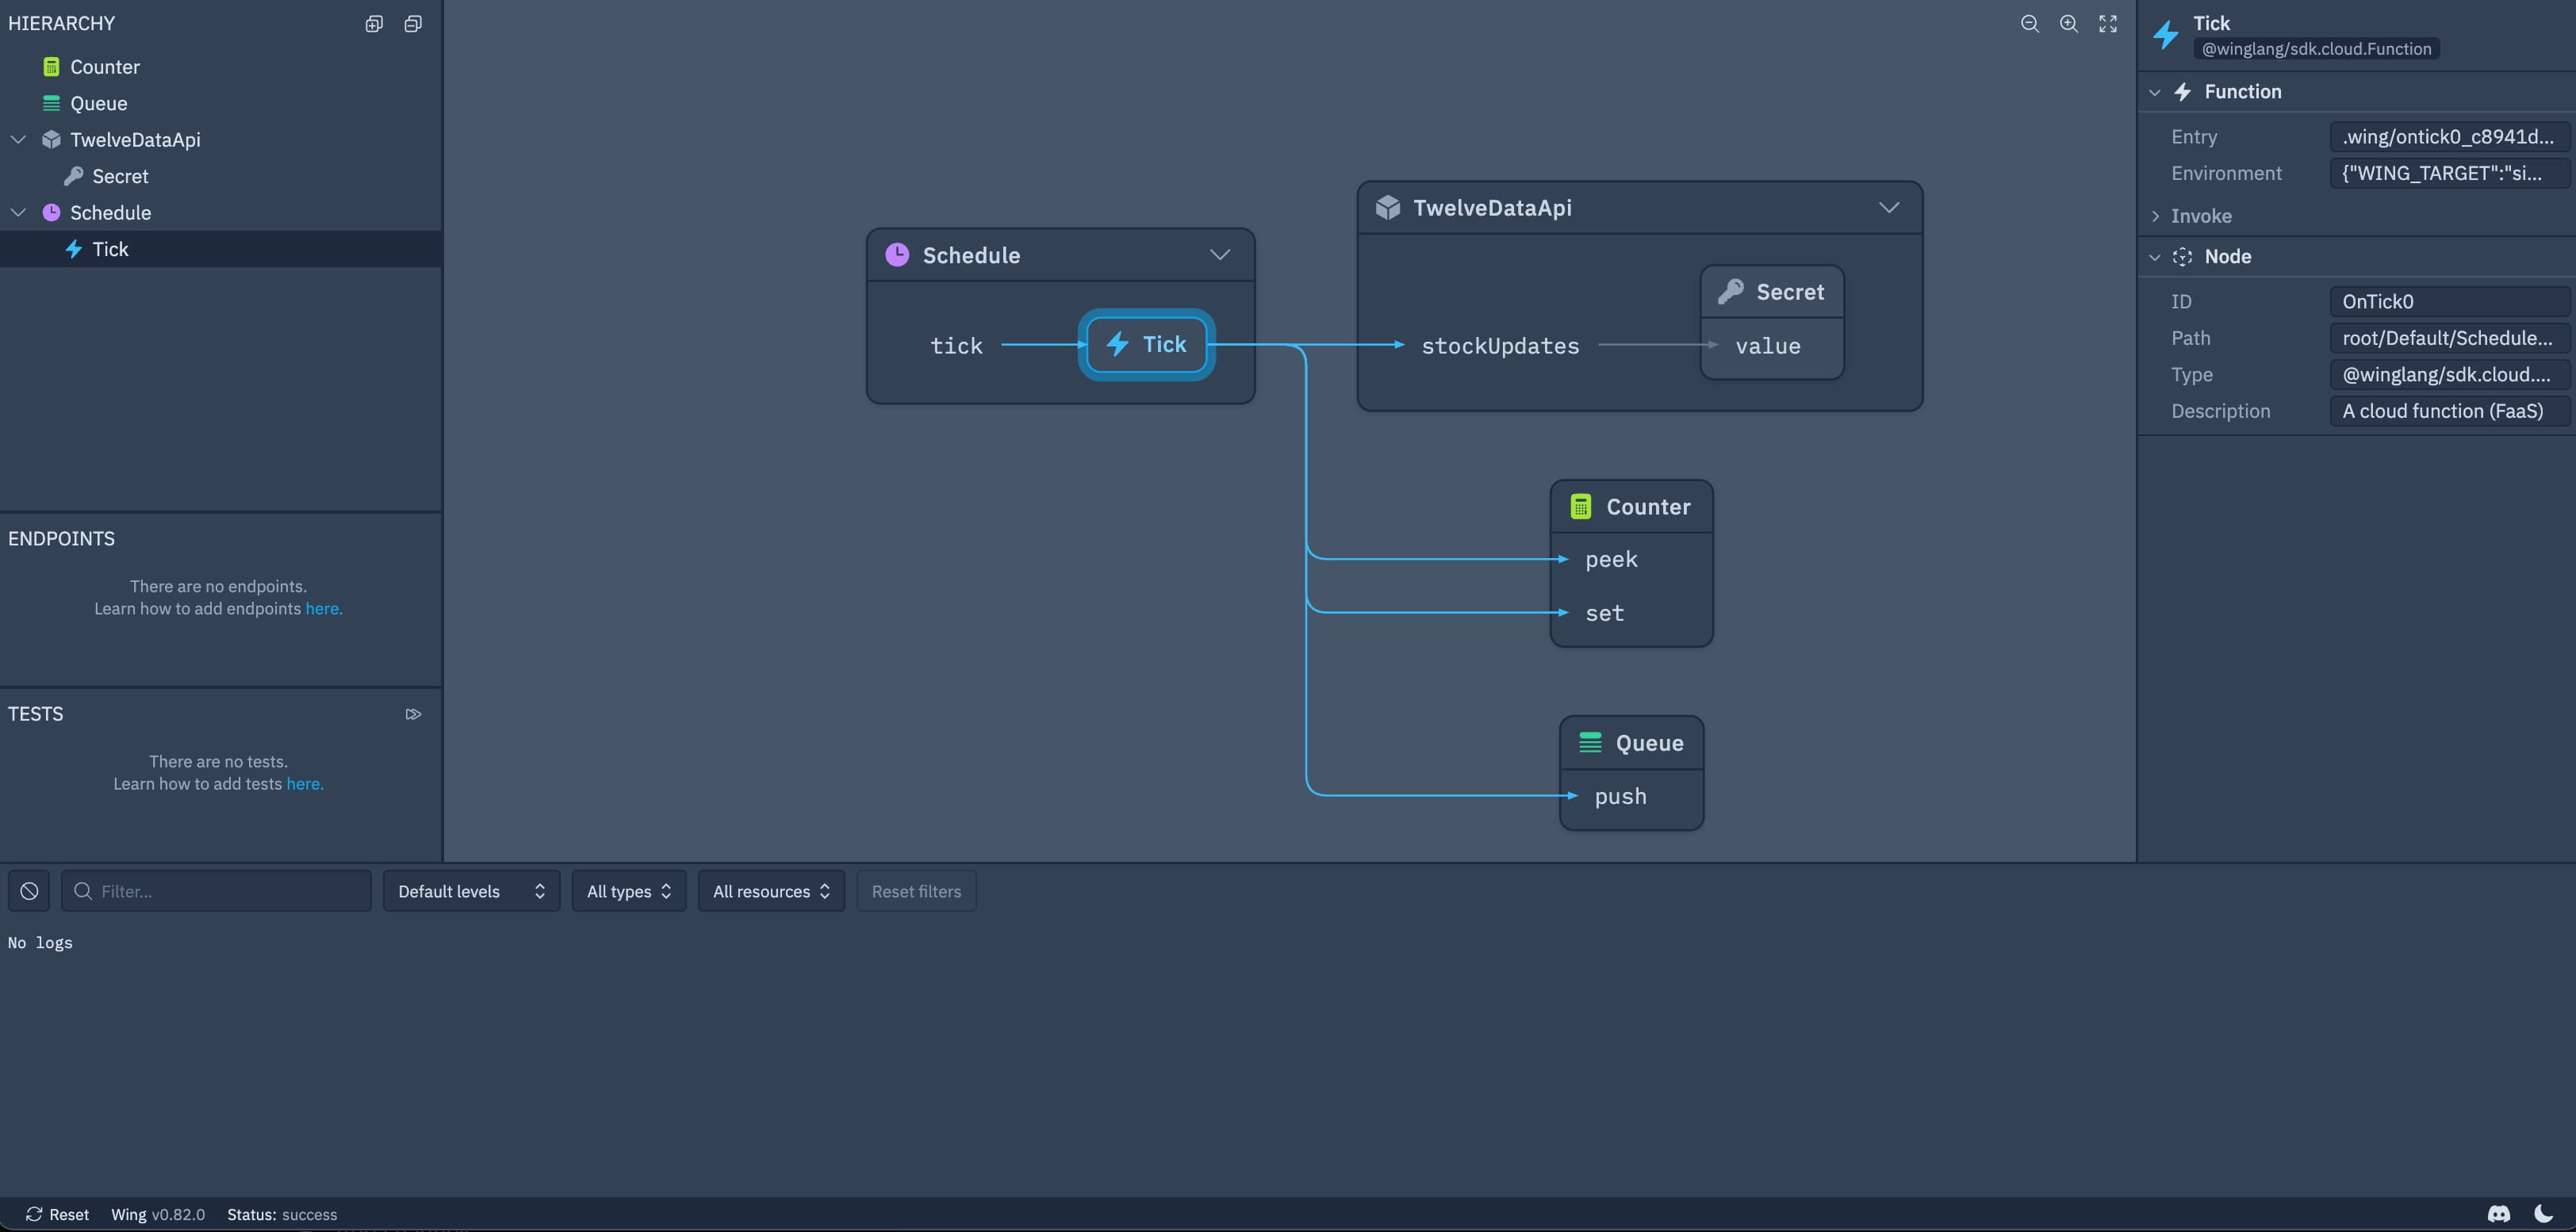 HIERARCHY
Counter
Queue
TwelveDataApi
Secret
Schedule
Tick
ENDPOINTS
There are no endpoints.
Learn how to add endpoints here.
TESTS
There are no tests.
Learn how to add tests here.
Schedule
tick
Tick
TwelveDataApi
stockUpdates
Secret
value
Counter
peek
set
Queue
push
Tick
@winglang/sdk.cloud.Function
Function
Entry .wing/ontick0_c8941d...
Environment {"WING_TARGET":"si...
Invoke
Node
ID OnTick0
Path root/Default/Schedule...
Type @winglang/sdk.cloud....
Description A cloud function (FaaS)
Filter... Default levels All types All resources Reset filters
No logs
Reset Wing v0.82.0 Status: success